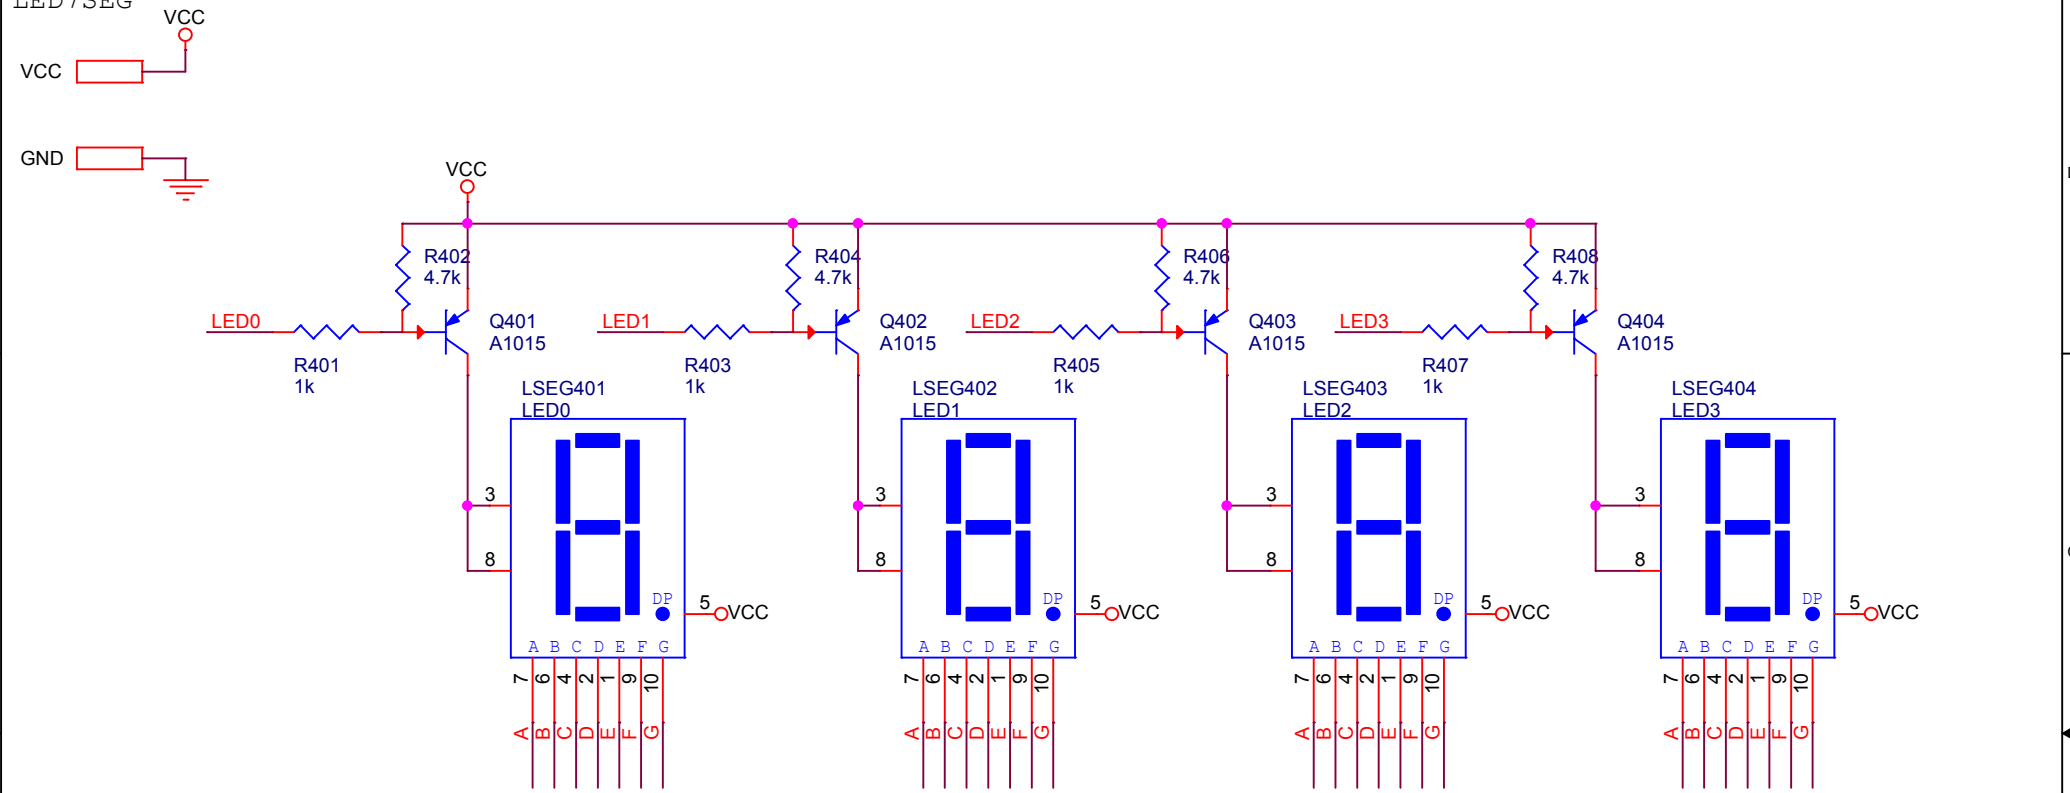 LED7SEG
VCC
VCC
GND
VCC
R402
4.7k
R404
4.7k
R406
4.7k
R408
4.7k
LED0
R401
1k
Q401
A1015
LED1
R403
1k
Q402
A1015
LED2
R405
1k
Q403
A1015
LED3
R407
1k
Q404
A1015
LSEG401
LED0
3
8
DP
5
VCC
A B C D E F G
7 6 4 2 1 9 10
A B C D E F G
LSEG402
LED1
3
8
DP
5
VCC
A B C D E F G
7 6 4 2 1 9 10
A B C D E F G
LSEG403
LED2
3
8
DP
5
VCC
A B C D E F G
7 6 4 2 1 9 10
A B C D E F G
LSEG404
LED3
3
8
DP
5
VCC
A B C D E F G
7 6 4 2 1 9 10
A B C D E F G